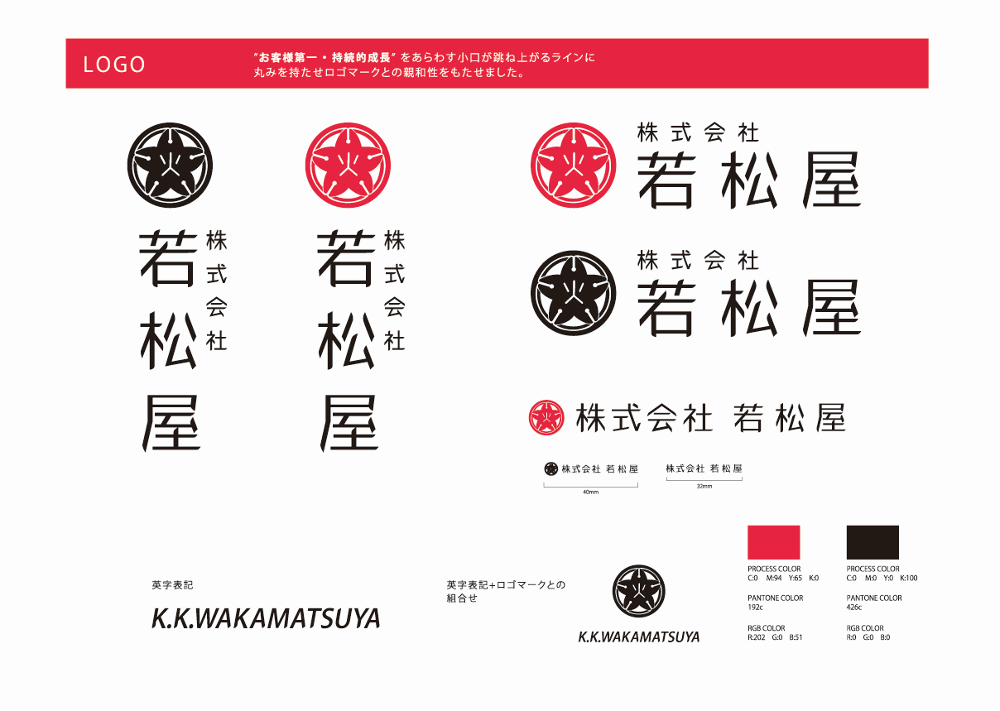 LOGO
"お客様第一・持続的成長" をあらわす小口が跳ね上がるラインに
丸みを持たせロゴマークとの親和性をもたせました。
株式会社
若松屋
株式会社
若松屋
株式会社
若松屋
株式会社
若松屋
株式会社 若松屋
株式会社 若松屋
40mm
株式会社 若松屋
32mm
英字表記
K.K.WAKAMATSUYA
英字表記+ロゴマークとの
組合せ
K.K.WAKAMATSUYA
PROCESS COLOR
C:0 M:94 Y:65 K:0
PANTONE COLOR
192c
RGB COLOR
R:202 G:0 B:51
PROCESS COLOR
C:0 M:0 Y:0 K:100
PANTONE COLOR
426c
RGB COLOR
R:0 G:0 B:0